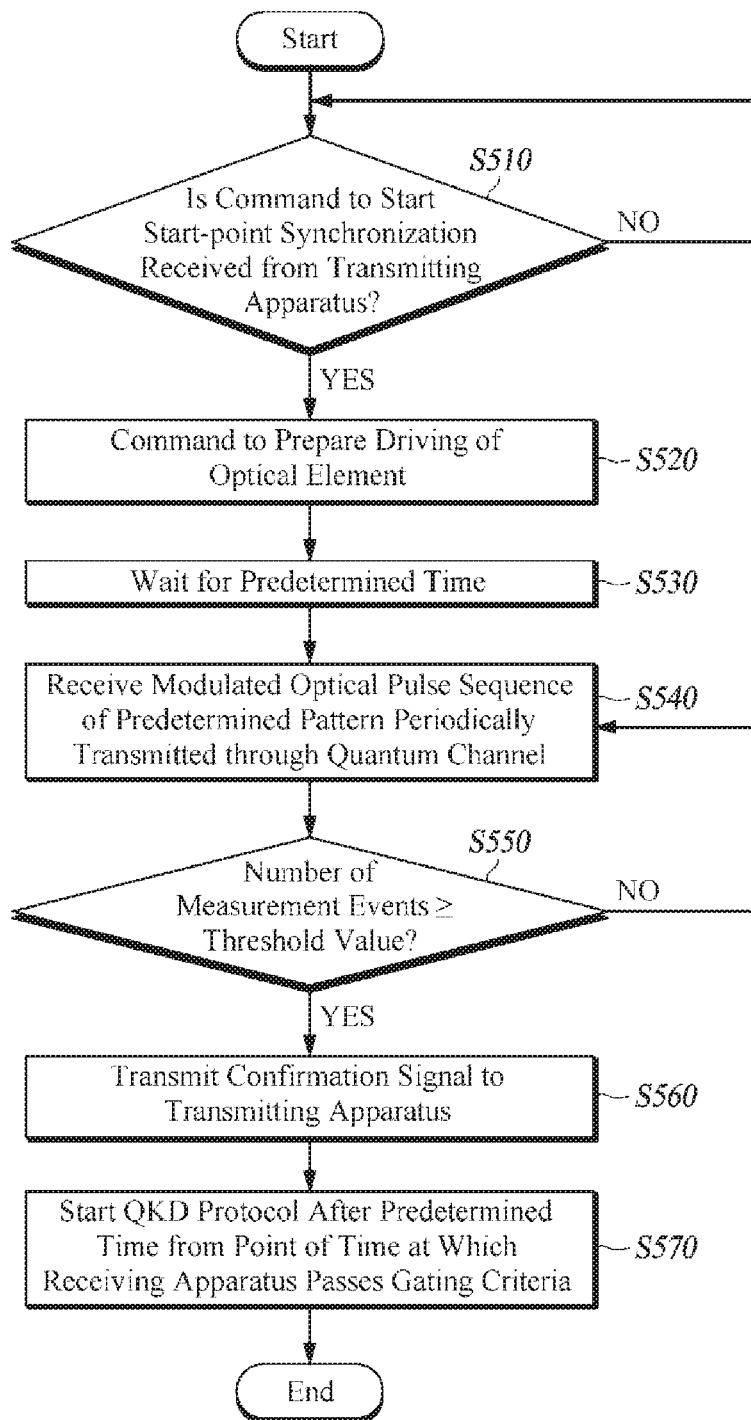 Start
S510
Is Command to Start
Start-point Synchronization
Received from Transmitting
Apparatus?
NO
YES
Command to Prepare Driving of
Optical Element
S520
Wait for Predetermined Time
S530
Receive Modulated Optical Pulse Sequence
of Predetermined Pattern Periodically
Transmitted through Quantum Channel
S540
S550
Number of
Measurement Events ≥
Threshold Value?
NO
YES
Transmit Confirmation Signal to
Transmitting Apparatus
S560
Start QKD Protocol After Predetermined
Time from Point of Time at Which
Receiving Apparatus Passes Gating Criteria
S570
End